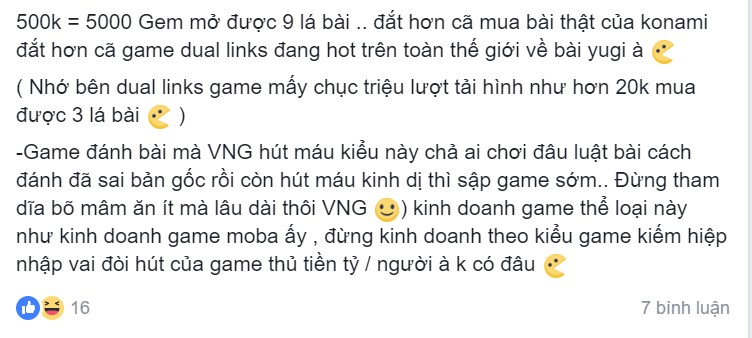 500k = 5000 Gem mở được 9 lá bài .. đắt hơn cã mua bài thật của konami
đắt hơn cã game dual links đang hot trên toàn thế giới về bài yugi à
( Nhớ bên dual links game mấy chục triệu lượt tải hình như hơn 20k mua
được 3 lá bài )
-Game đánh bài mà VNG hút máu kiểu này chả ai chơi đâu luật bài cách
đánh đã sai bản gốc rồi còn hút máu kinh dị thì sập game sớm.. Đừng tham
dĩa bõ mâm ăn ít mà lâu dài thôi VNG ) kinh doanh game thể loại này
như kinh doanh game moba ấy , đừng kinh doanh theo kiểu game kiếm hiệp
nhập vai đòi hút của game thủ tiền tỷ / người à k có đâu
16 7 bình luận